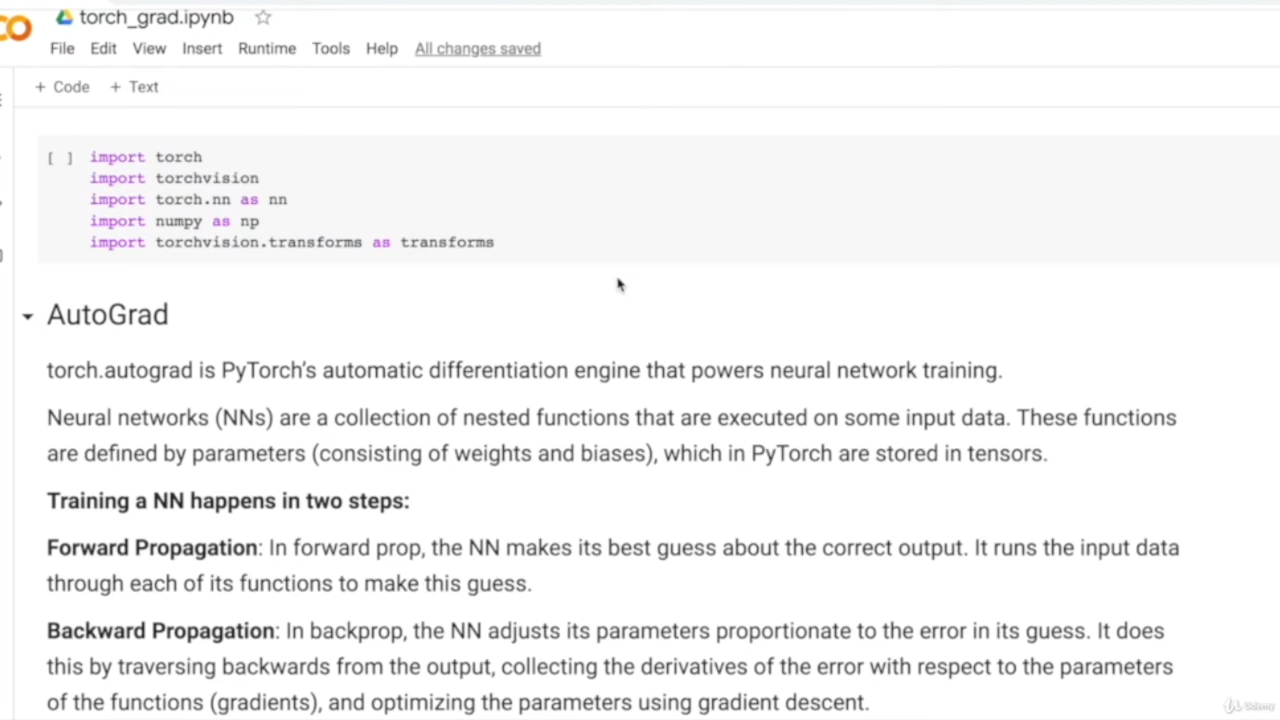 torch_grad.ipynb
File Edit View Insert Runtime Tools Help All changes saved
+ Code + Text
[ ] import torch
import torchvision
import torch.nn as nn
import numpy as np
import torchvision.transforms as transforms
AutoGrad
torch.autograd is PyTorch's automatic differentiation engine that powers neural network training.
Neural networks (NNs) are a collection of nested functions that are executed on some input data. These functions
are defined by parameters (consisting of weights and biases), which in PyTorch are stored in tensors.
Training a NN happens in two steps:
Forward Propagation: In forward prop, the NN makes its best guess about the correct output. It runs the input data
through each of its functions to make this guess.
Backward Propagation: In backprop, the NN adjusts its parameters proportionate to the error in its guess. It does
this by traversing backwards from the output, collecting the derivatives of the error with respect to the parameters
of the functions (gradients), and optimizing the parameters using gradient descent.
Udemy